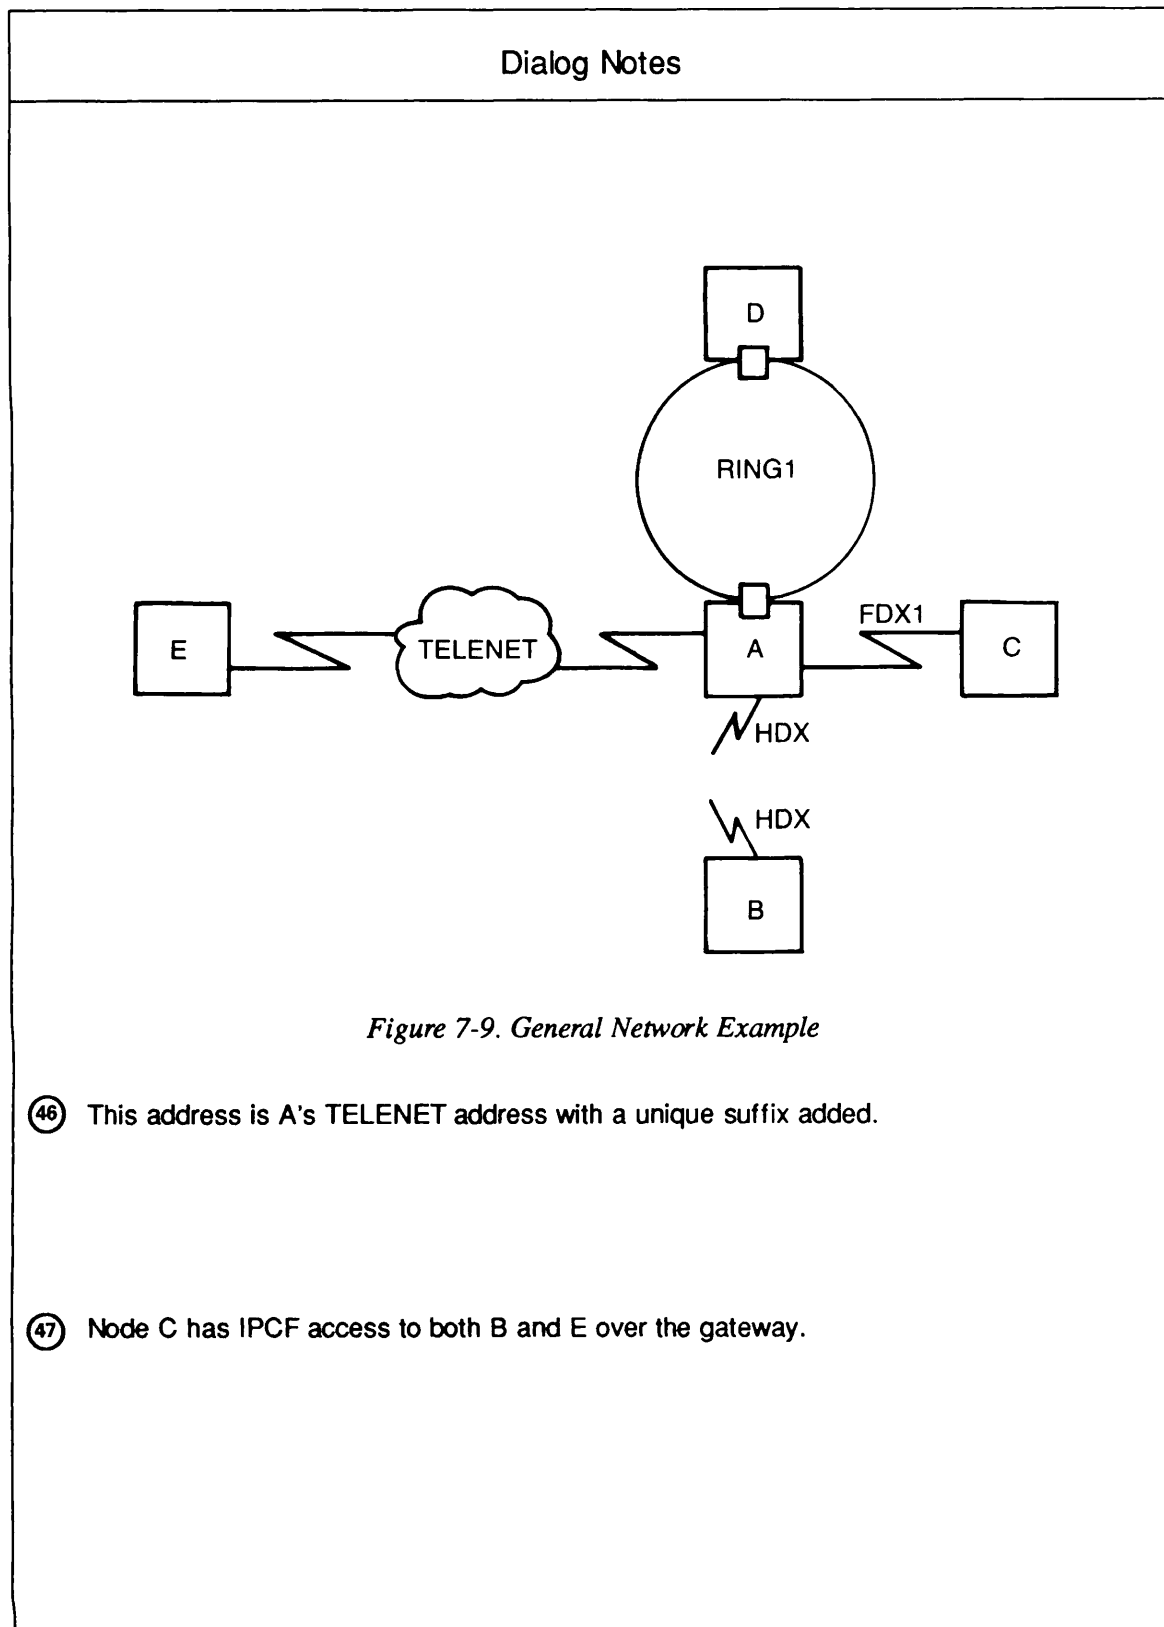 Dialog Notes
D
RING1
FDX1
E
TELENET
A
C
HDX
HDX
B
Figure 7-9. General Network Example
46 This address is A's TELENET address with a unique suffix added.
47 Node C has IPCF access to both B and E over the gateway.